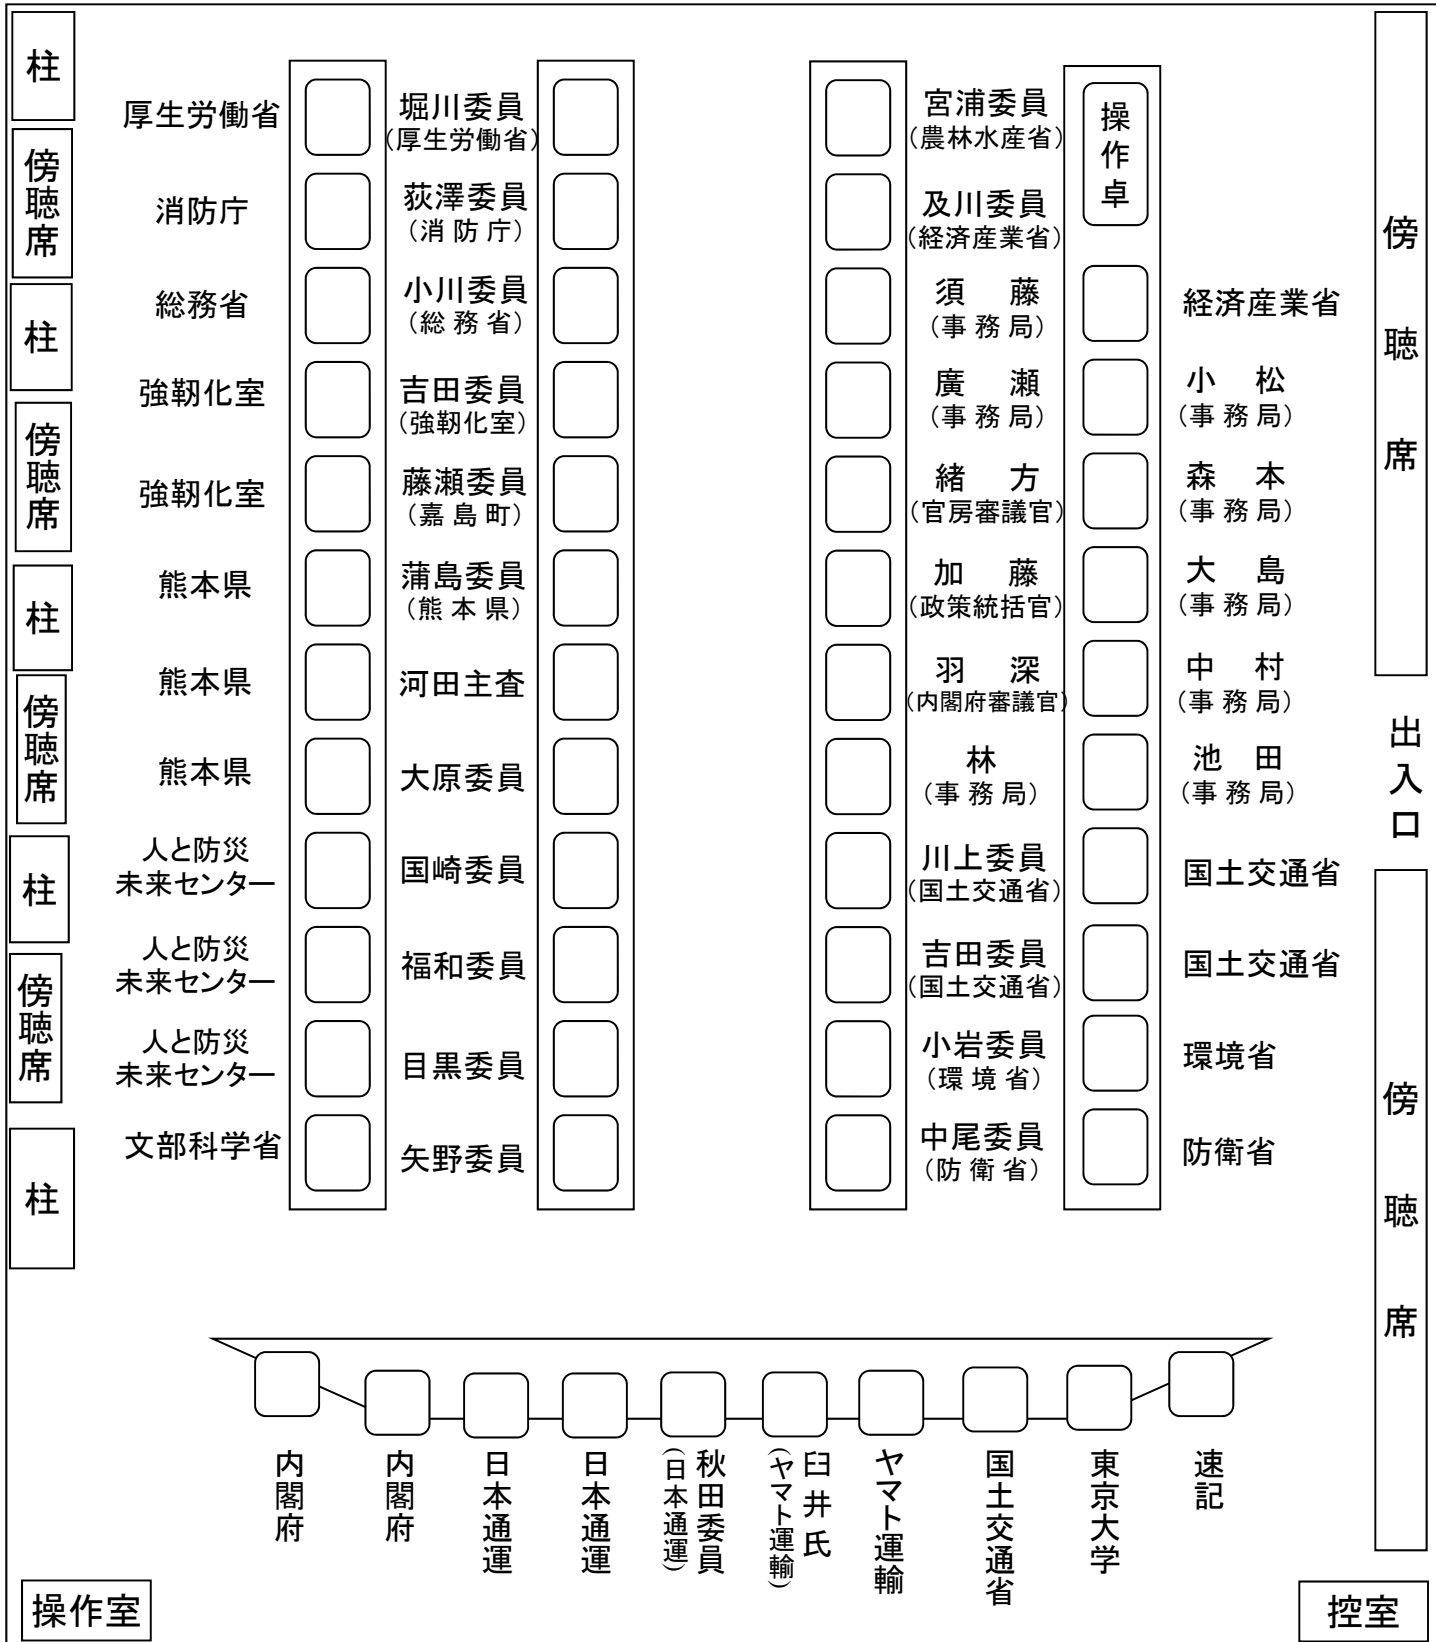 柱
傍聴席
柱
傍聴席
柱
傍聴席
柱
傍聴席
柱
厚生労働省
消防庁
総務省
強靭化室
強靭化室
熊本県
熊本県
熊本県
人と防災
未来センター
人と防災
未来センター
人と防災
未来センター
文部科学省
堀川委員
（厚生労働省）
荻澤委員
（消 防 庁）
小川委員
（総 務 省）
吉田委員
（強靭化室）
藤瀬委員
（嘉 島 町）
蒲島委員
（熊 本 県）
河田主査
大原委員
国崎委員
福和委員
目黒委員
矢野委員
宮浦委員
（農林水産省）
及川委員
（経済産業省）
須　藤
（事 務 局）
廣　瀬
（事 務 局）
緒　方
（官房審議官）
加　藤
（政策統括官）
羽　深
（内閣府審議官）
林
（事 務 局）
川上委員
（国土交通省）
吉田委員
（国土交通省）
小岩委員
（環 境 省）
中尾委員
（防 衛 省）
操作卓
経済産業省
小　松
（事 務 局）
森　本
（事 務 局）
大　島
（事 務 局）
中　村
（事 務 局）
池　田
（事 務 局）
国土交通省
国土交通省
環境省
防衛省
傍聴席
出入口
傍聴席
内閣府
内閣府
日本通運
日本通運
秋田委員
（日本通運）
臼井氏
（ヤマト運輸）
ヤマト運輸
国土交通省
東京大学
速記
操作室
控室